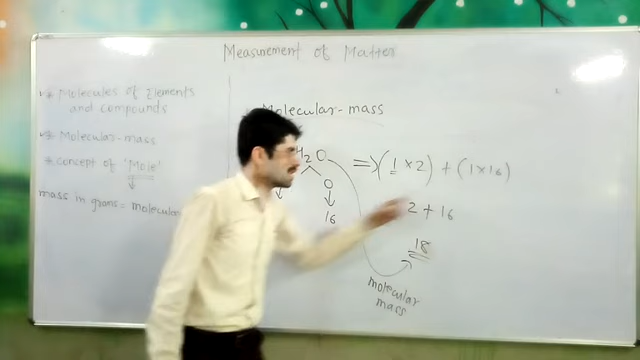 Measurement of Matter
* Molecules of Elements
and compounds
* Molecular-mass
* concept of 'Mole'
mass in grams = molecular
Molecular-mass
H2O => (1×2) + (1×16)
O
16
2 + 16
18
molecular
mass